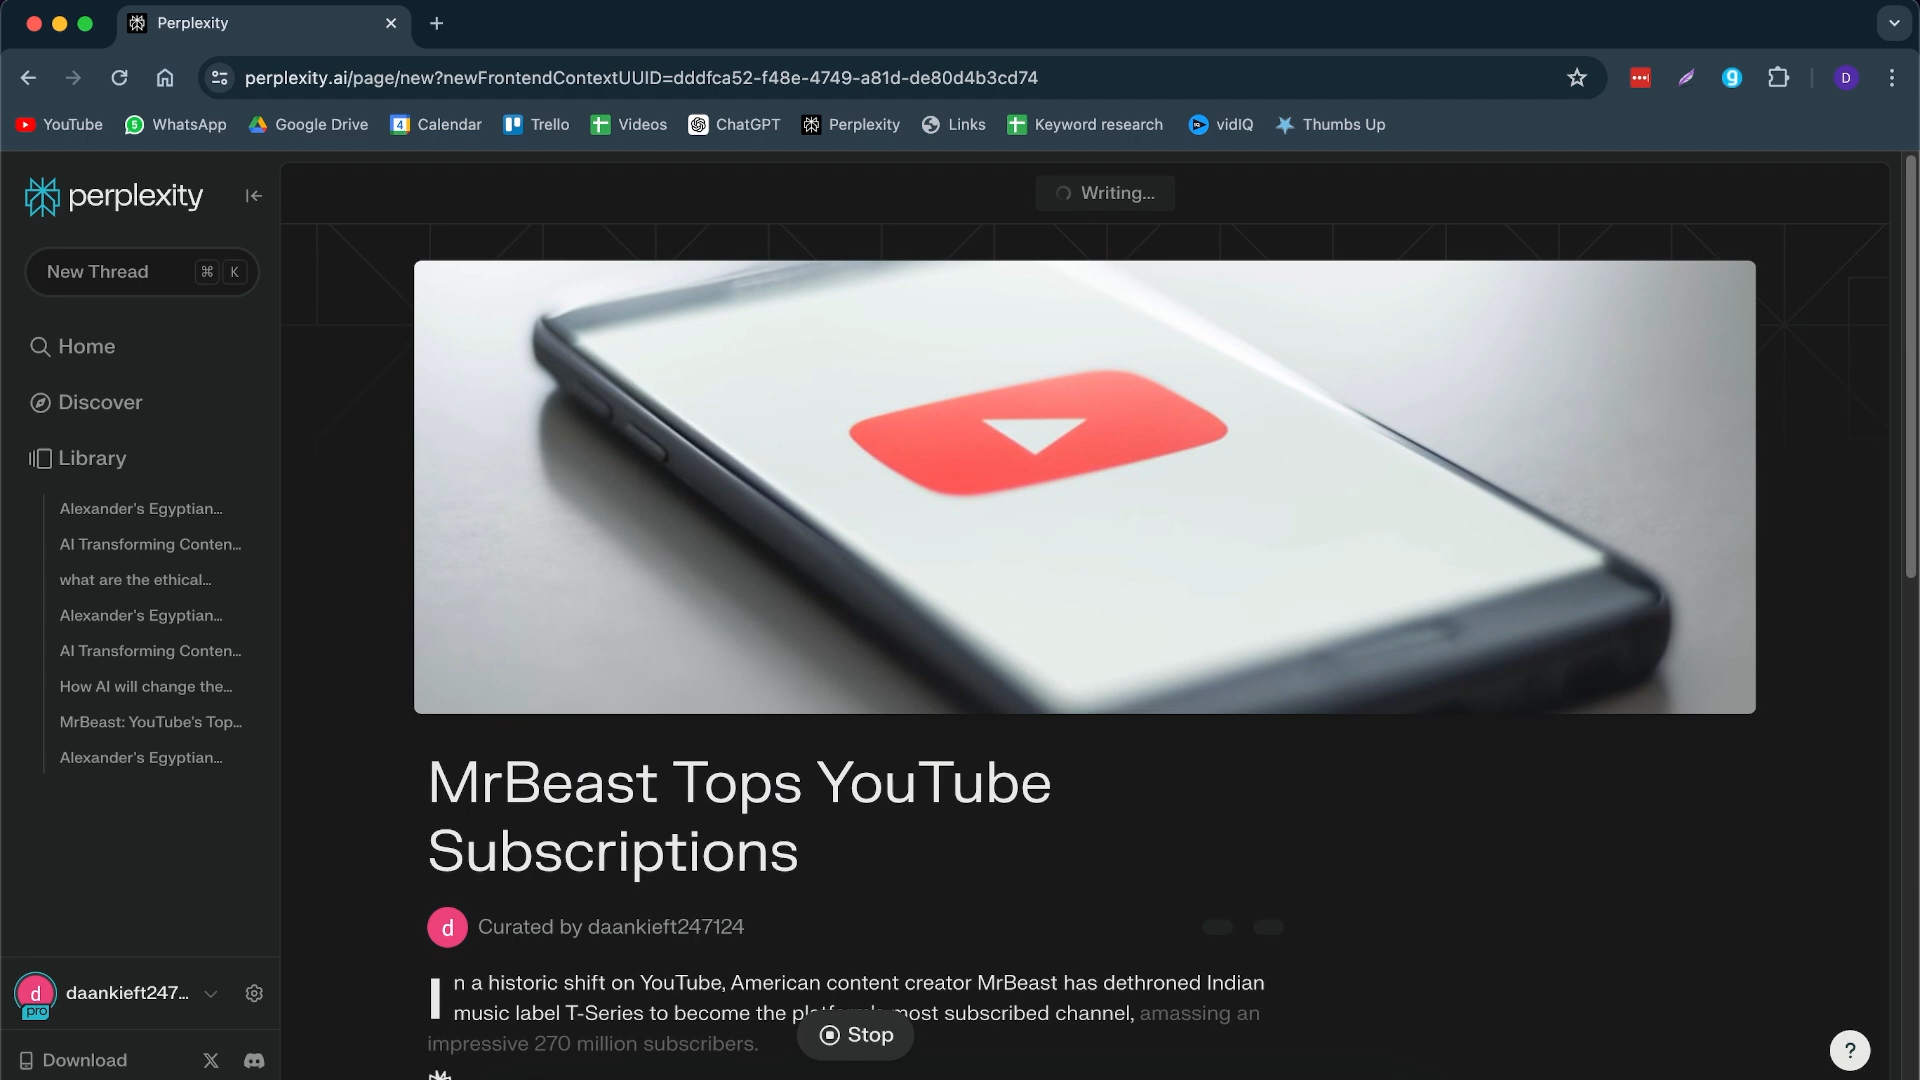 Perplexity
perplexity.ai/page/new?newFrontendContextUUID=dddfca52-f48e-4749-a81d-de80d4b3cd74
D
YouTube
WhatsApp
Google Drive
Calendar
Trello
Videos
ChatGPT
Perplexity
Links
Keyword research
vidIQ
Thumbs Up
perplexity
Writing...
New Thread ⌘ K
Home
Discover
Library
Alexander's Egyptian...
AI Transforming Conten...
what are the ethical...
Alexander's Egyptian...
AI Transforming Conten...
How AI will change the...
MrBeast: YouTube's Top...
Alexander's Egyptian...
MrBeast Tops YouTube
Subscriptions
d Curated by daankieft247124
In a historic shift on YouTube, American content creator MrBeast has dethroned Indian
music label T-Series to become the platform's most subscribed channel, amassing an
impressive 270 million subscribers.
Stop
d
pro
daankieft247...
Download
?